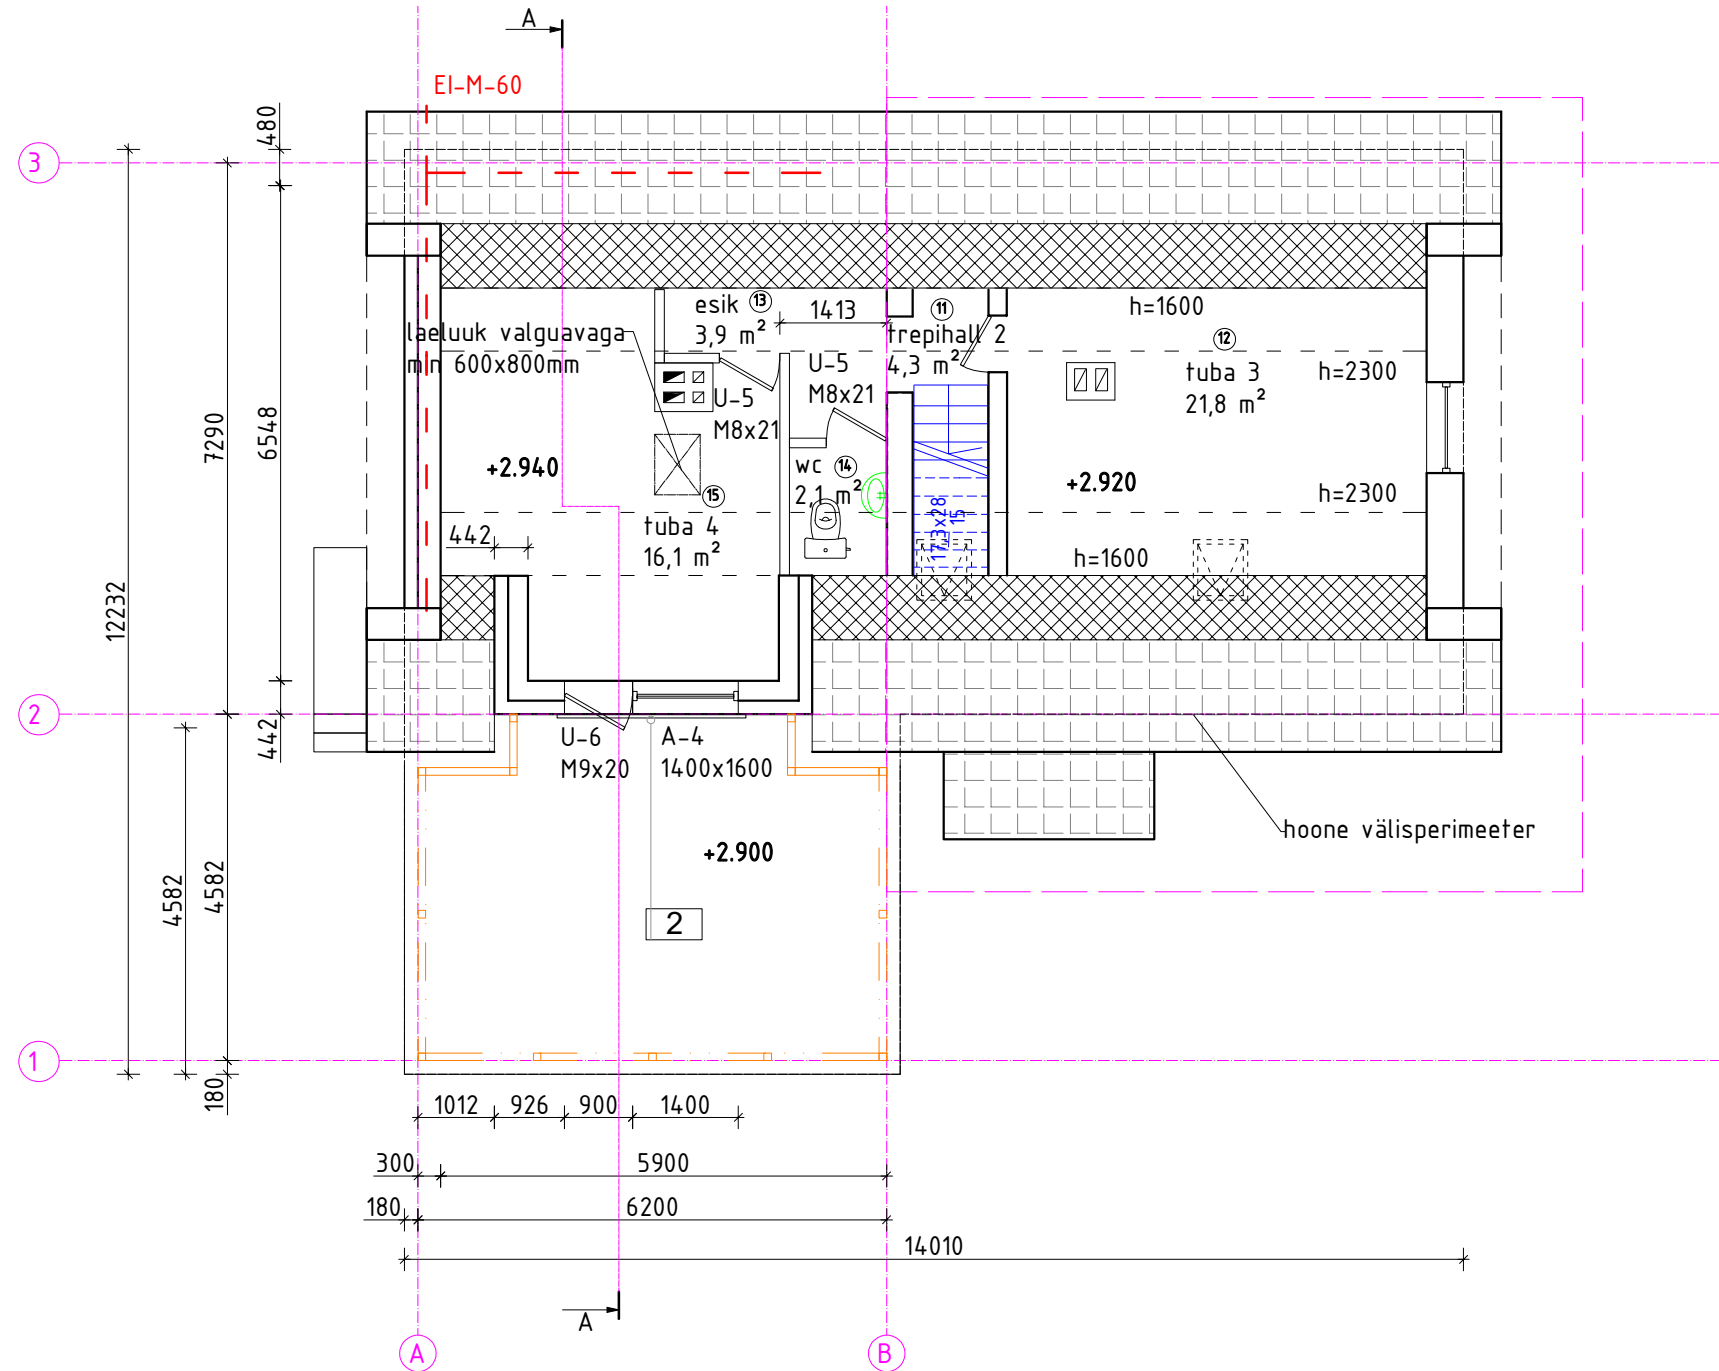 A
EI-M-60
480
3
esik 13
3,9 m²
1413
11
trepihall 2
4,3 m²
h=1600
12
tuba 3
21,8 m²
h=2300
laeluuk valguavaga
min 600x800mm
U-5
M8x21
U-5
M8x21
7290
6548
+2.940
wc 14
2,1 m²
+2.920
h=2300
15
tuba 4
16,1 m²
17,3x28
15
442
h=1600
12232
2
442
U-6
M9x20
A-4
1400x1600
hoone välisperimeeter
+2.900
4582
4582
2
1
180
1012
926
900
1400
300
5900
180
6200
14010
A
A
B